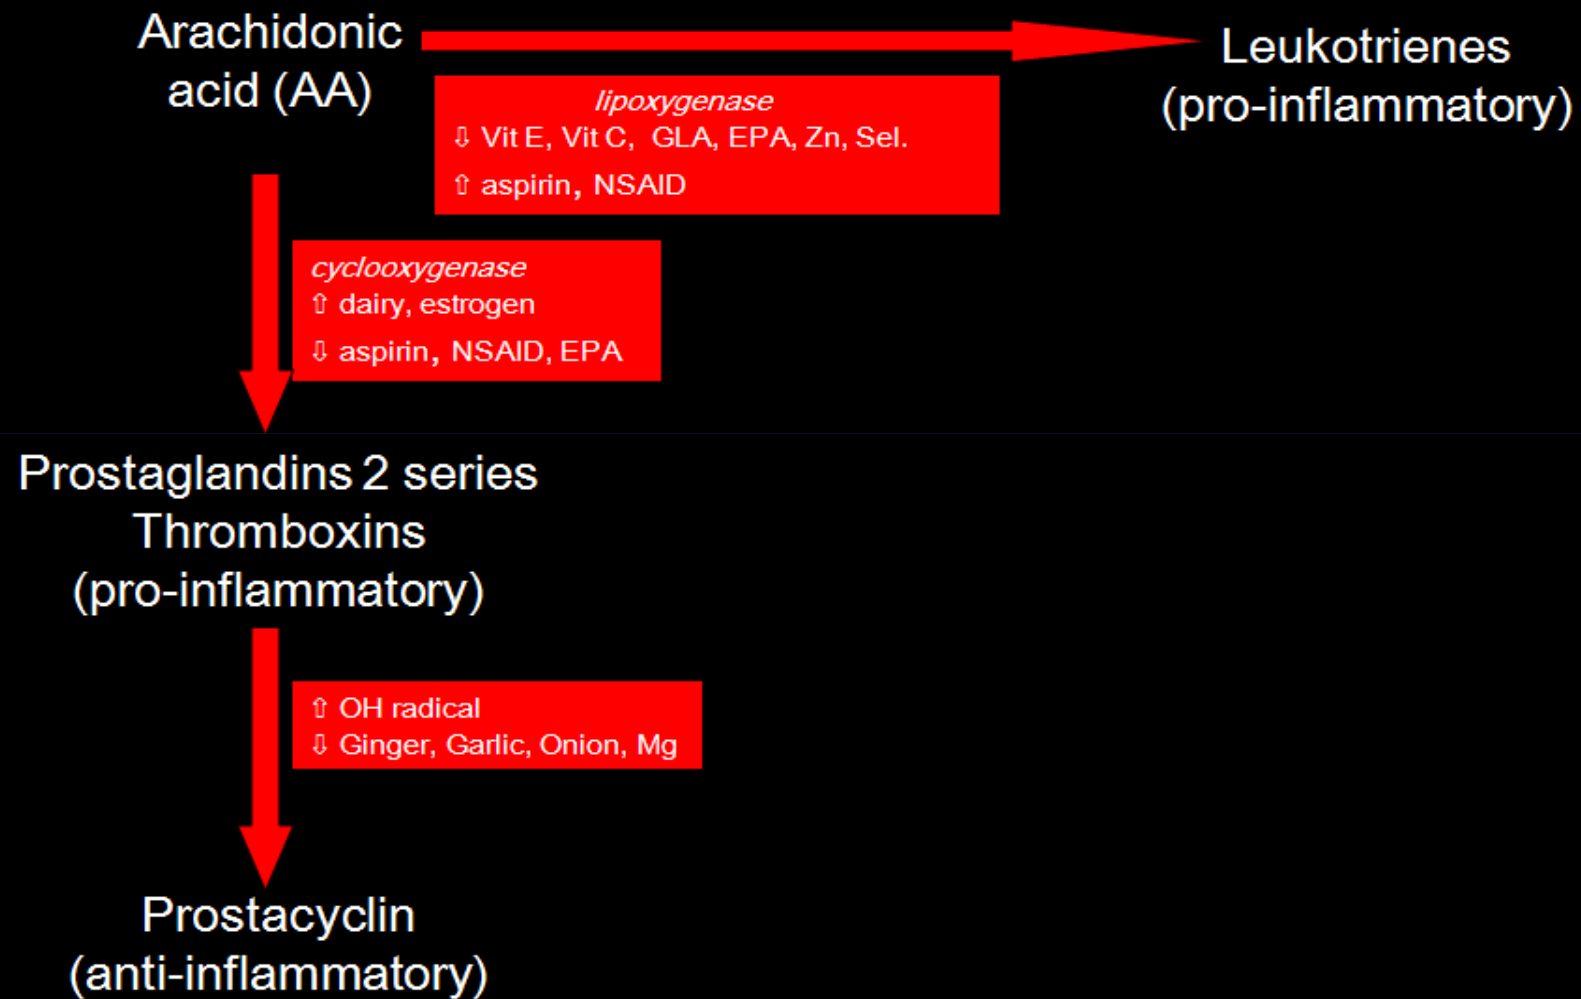 Arachidonic
acid (AA)
Leukotrienes
(pro-inflammatory)
lipoxygenase
⇩ Vit E, Vit C, GLA, EPA, Zn, Sel.
⇧ aspirin, NSAID
cyclooxygenase
⇧ dairy, estrogen
⇩ aspirin, NSAID, EPA
Prostaglandins 2 series
Thromboxins
(pro-inflammatory)
⇧ OH radical
⇩ Ginger, Garlic, Onion, Mg
Prostacyclin
(anti-inflammatory)